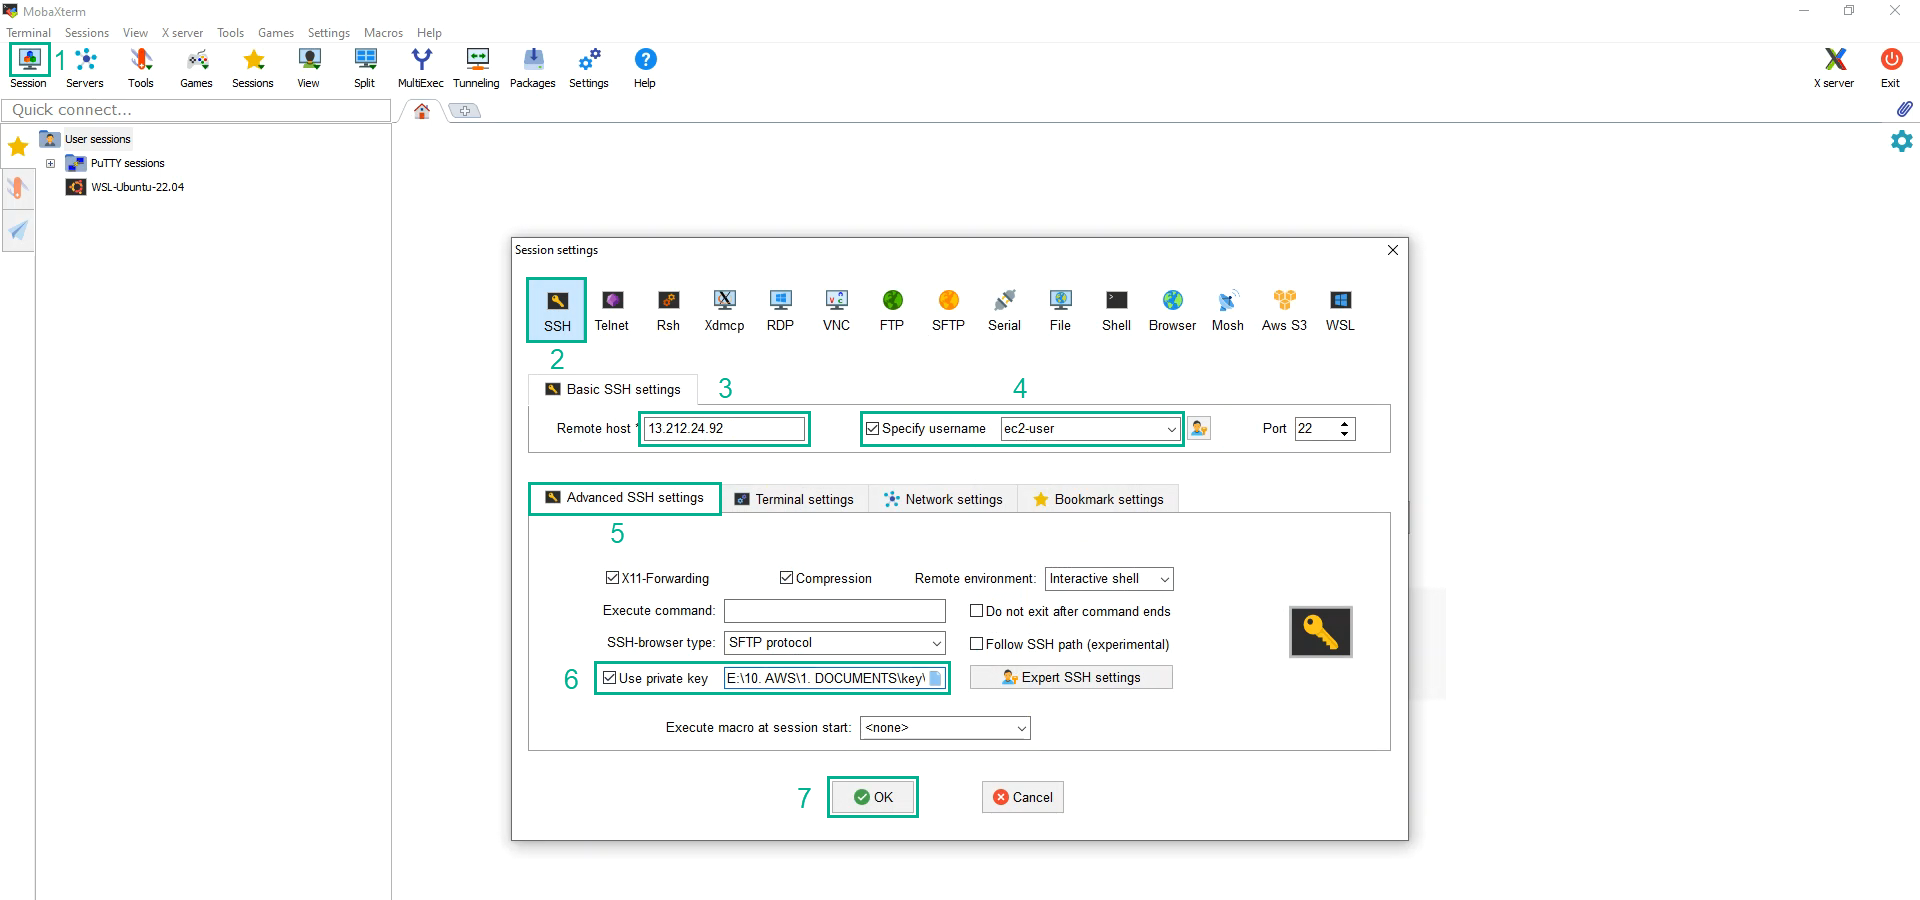 MobaXterm
Terminal Sessions View X server Tools Games Settings Macros Help
1
Session Servers Tools Games Sessions View Split MultiExec Tunneling Packages Settings Help X server Exit
Quick connect...
User sessions
PuTTY sessions
WSL-Ubuntu-22.04
Session settings
SSH Telnet Rsh Xdmcp RDP VNC FTP SFTP Serial File Shell Browser Mosh Aws S3 WSL
2
Basic SSH settings 3 4
Remote host * 13.212.24.92 Specify username ec2-user Port 22
Advanced SSH settings Terminal settings Network settings Bookmark settings
5
X11-Forwarding Compression Remote environment: Interactive shell
Execute command: Do not exit after command ends
SSH-browser type: SFTP protocol Follow SSH path (experimental)
6 Use private key E:\10. AWS\1. DOCUMENTS\key\ Expert SSH settings
Execute macro at session start: <none>
7 OK Cancel